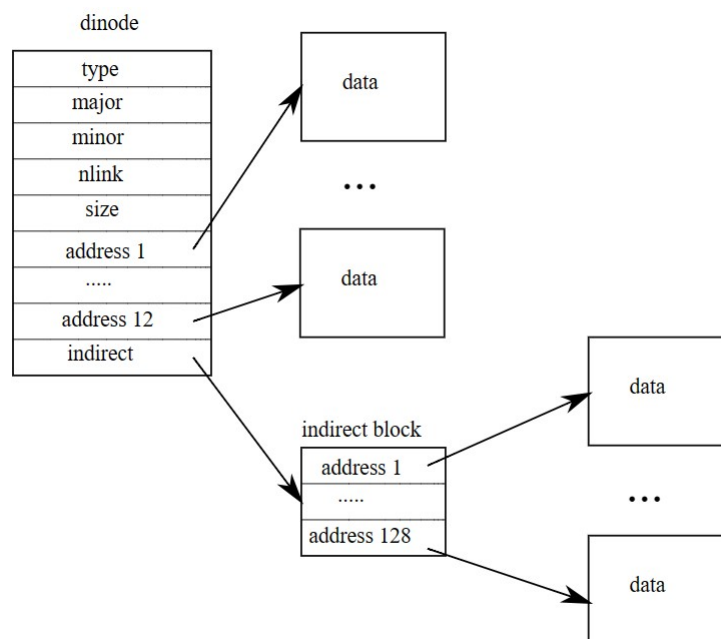 dinode
type
major
minor
nlink
size
address 1
.....
address 12
indirect
data
...
data
indirect block
address 1
.....
address 128
data
...
data